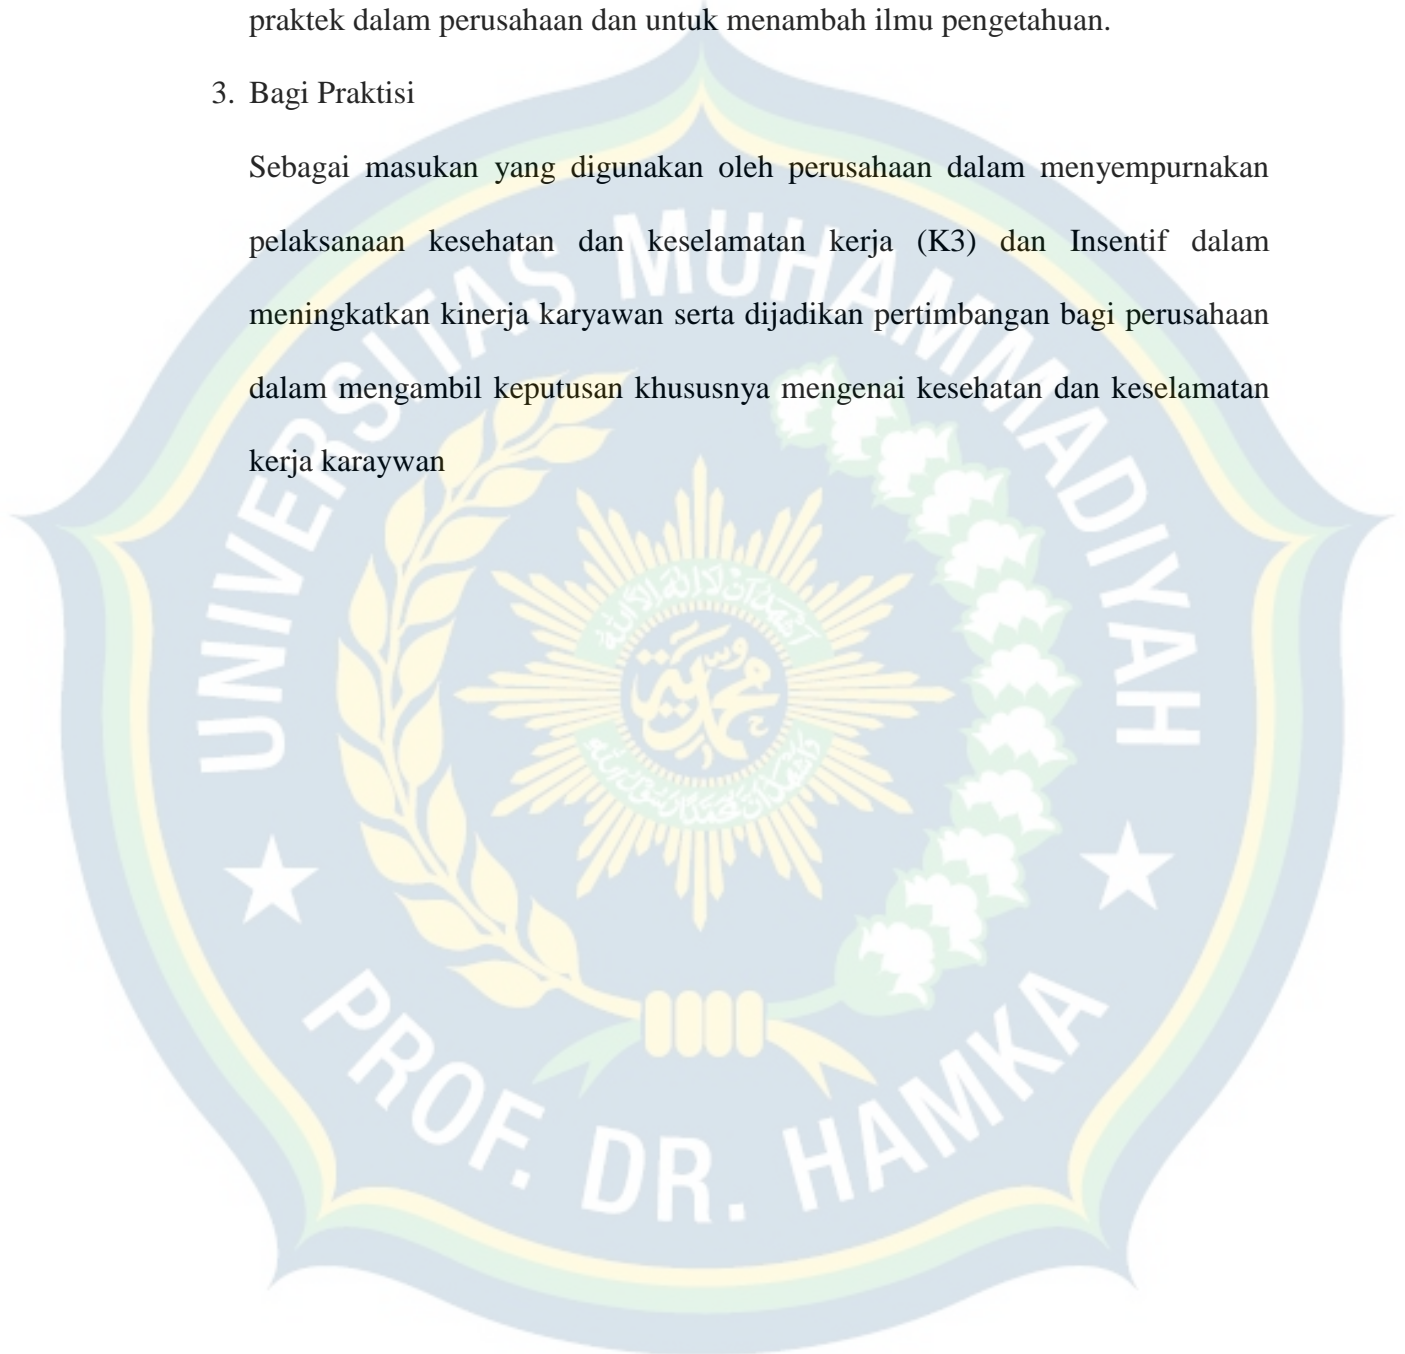 praktek dalam perusahaan dan untuk menambah ilmu pengetahuan.
3. Bagi Praktisi
Sebagai masukan yang digunakan oleh perusahaan dalam menyempurnakan
pelaksanaan kesehatan dan keselamatan kerja (K3) dan Insentif dalam
meningkatkan kinerja karyawan serta dijadikan pertimbangan bagi perusahaan
dalam mengambil keputusan khususnya mengenai kesehatan dan keselamatan
kerja karaywan
UNIVERSITAS MUHAMMADIYAH
محمدية
PROF. DR. HAMKA